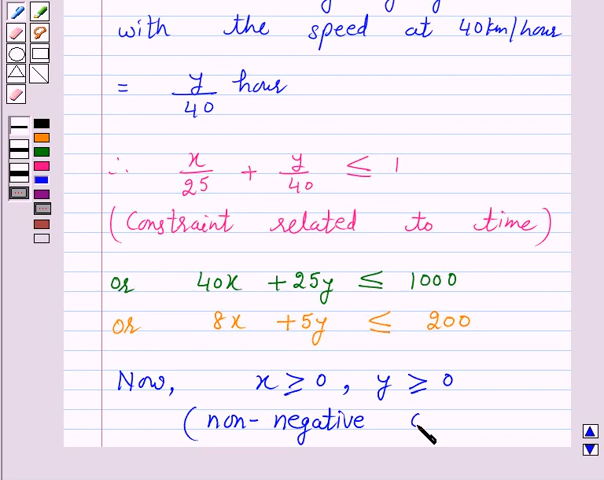 with the speed at 40km/hour
= y/40 hour
∴ x/25 + y/40 ≤ 1
(Constraint related to time)
or 40x + 25y ≤ 1000
or 8x + 5y ≤ 200
Now, x ≥ 0, y ≥ 0
(non-negative